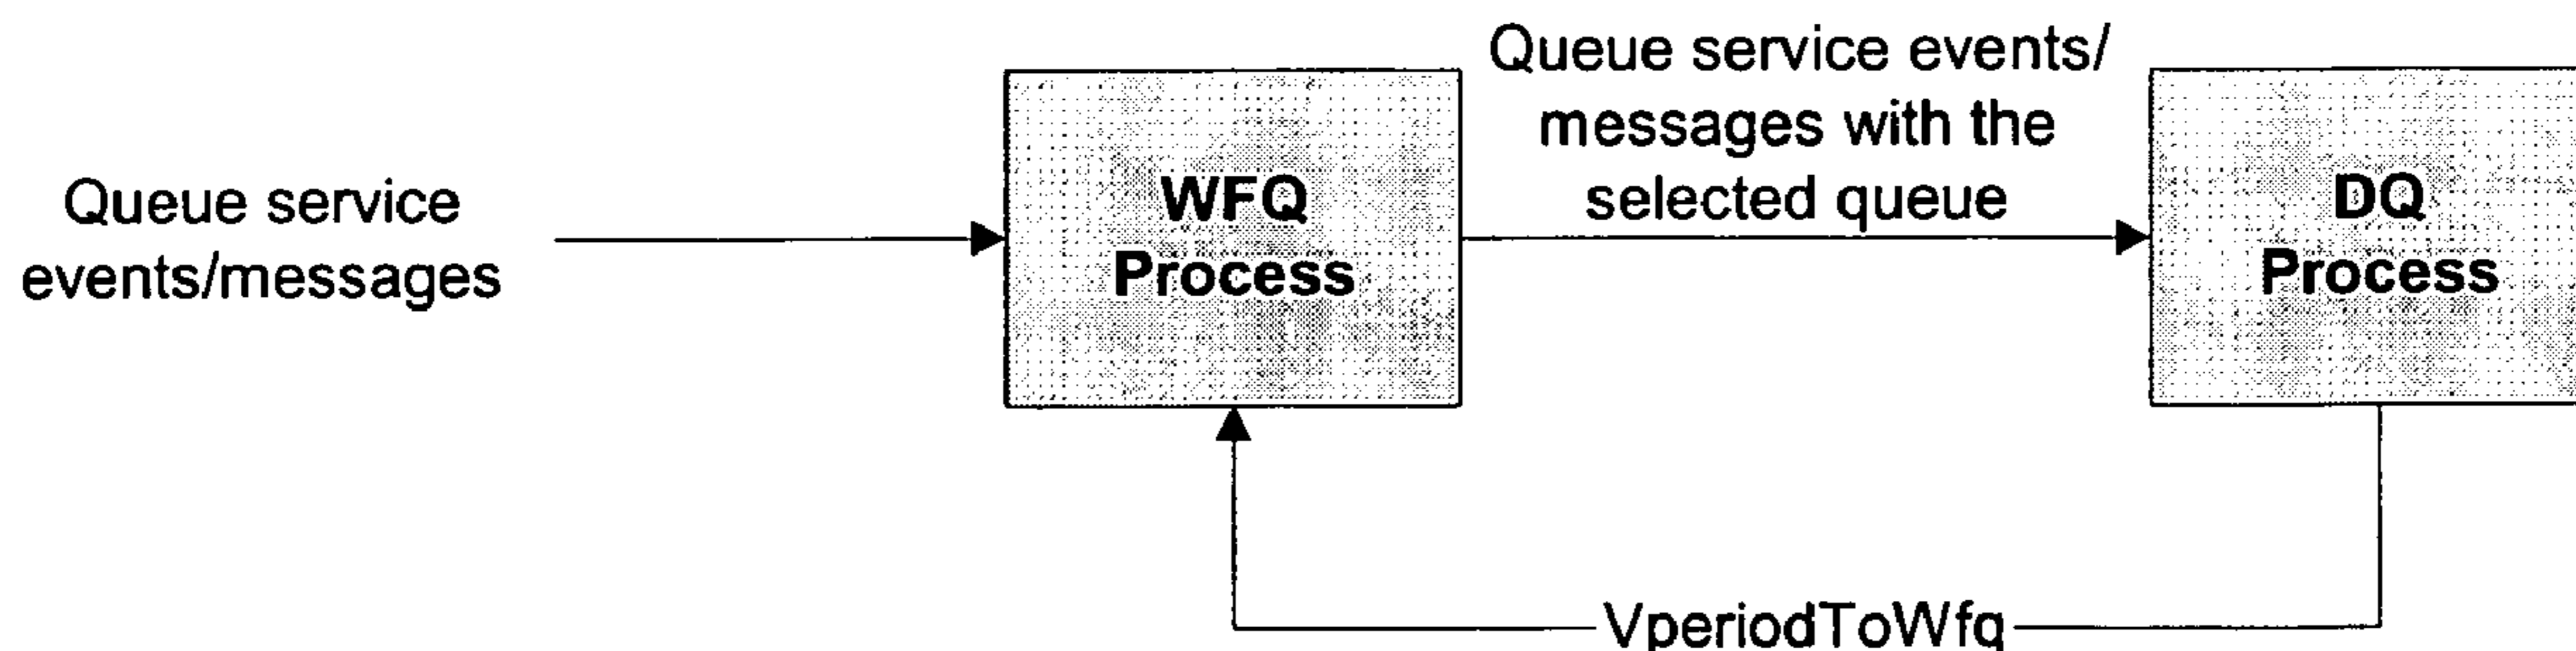 Queue service
events/messages
WFQ
Process
Queue service events/
messages with the
selected queue
DQ
Process
VperiodToWfq